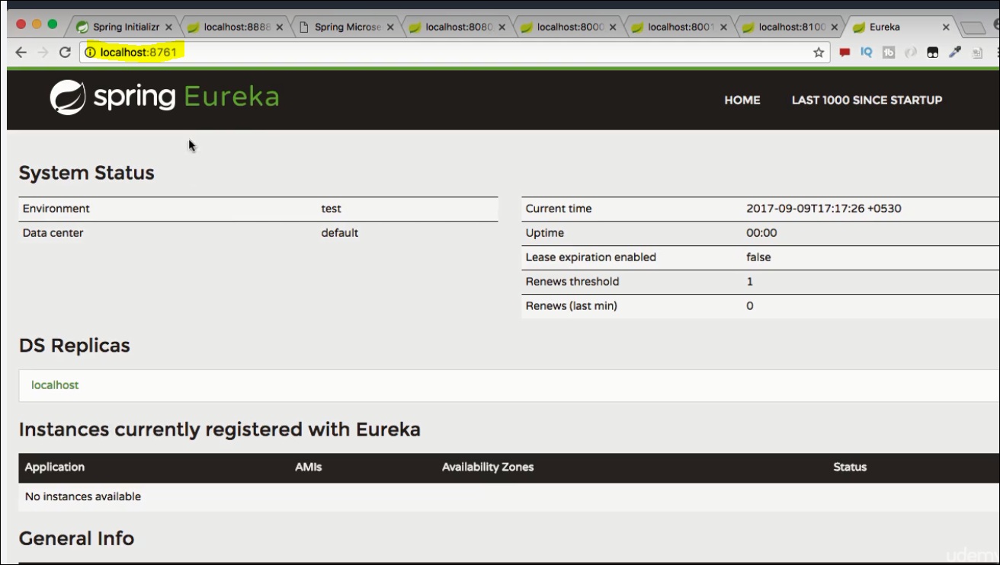 Spring Initializr localhost:8888 Spring Microse localhost:8080 localhost:8000 localhost:8001 localhost:8100 Eureka
localhost:8761
spring Eureka
HOME LAST 1000 SINCE STARTUP
System Status
Environment test Current time 2017-09-09T17:17:26 +0530
Data center default Uptime 00:00
Lease expiration enabled false
Renews threshold 1
Renews (last min) 0
DS Replicas
localhost
Instances currently registered with Eureka
Application AMIs Availability Zones Status
No instances available
General Info
udemy